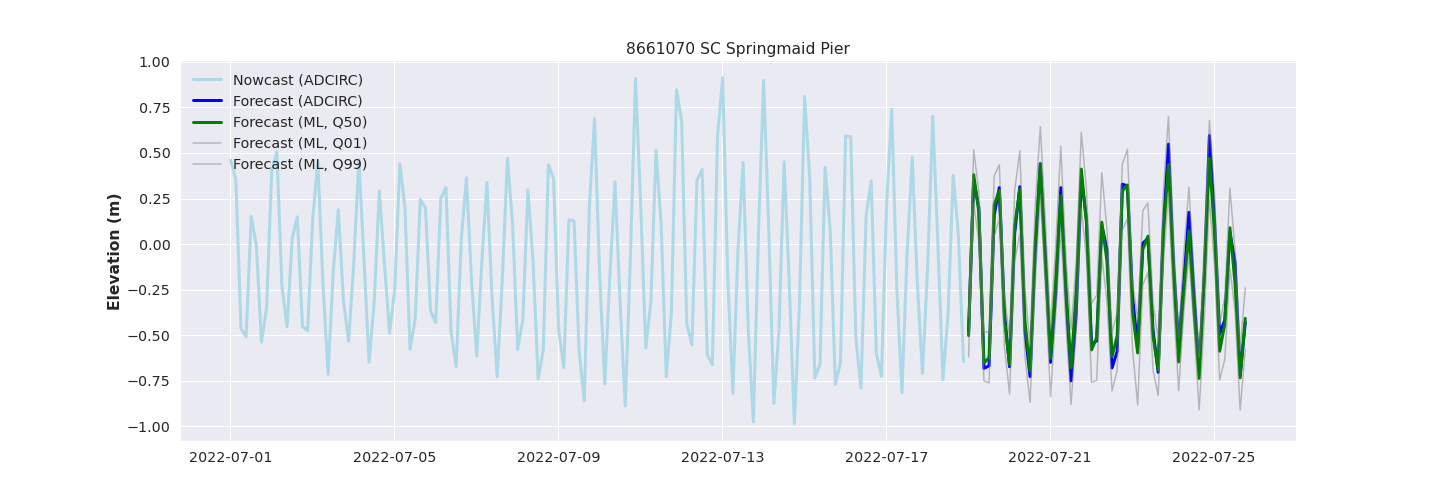 8661070 SC Springmaid Pier
1.00
0.75
0.50
0.25
0.00
−0.25
−0.50
−0.75
−1.00
Elevation (m)
Nowcast (ADCIRC)
Forecast (ADCIRC)
Forecast (ML, Q50)
Forecast (ML, Q01)
Forecast (ML, Q99)
2022-07-01 2022-07-05 2022-07-09 2022-07-13 2022-07-17 2022-07-21 2022-07-25